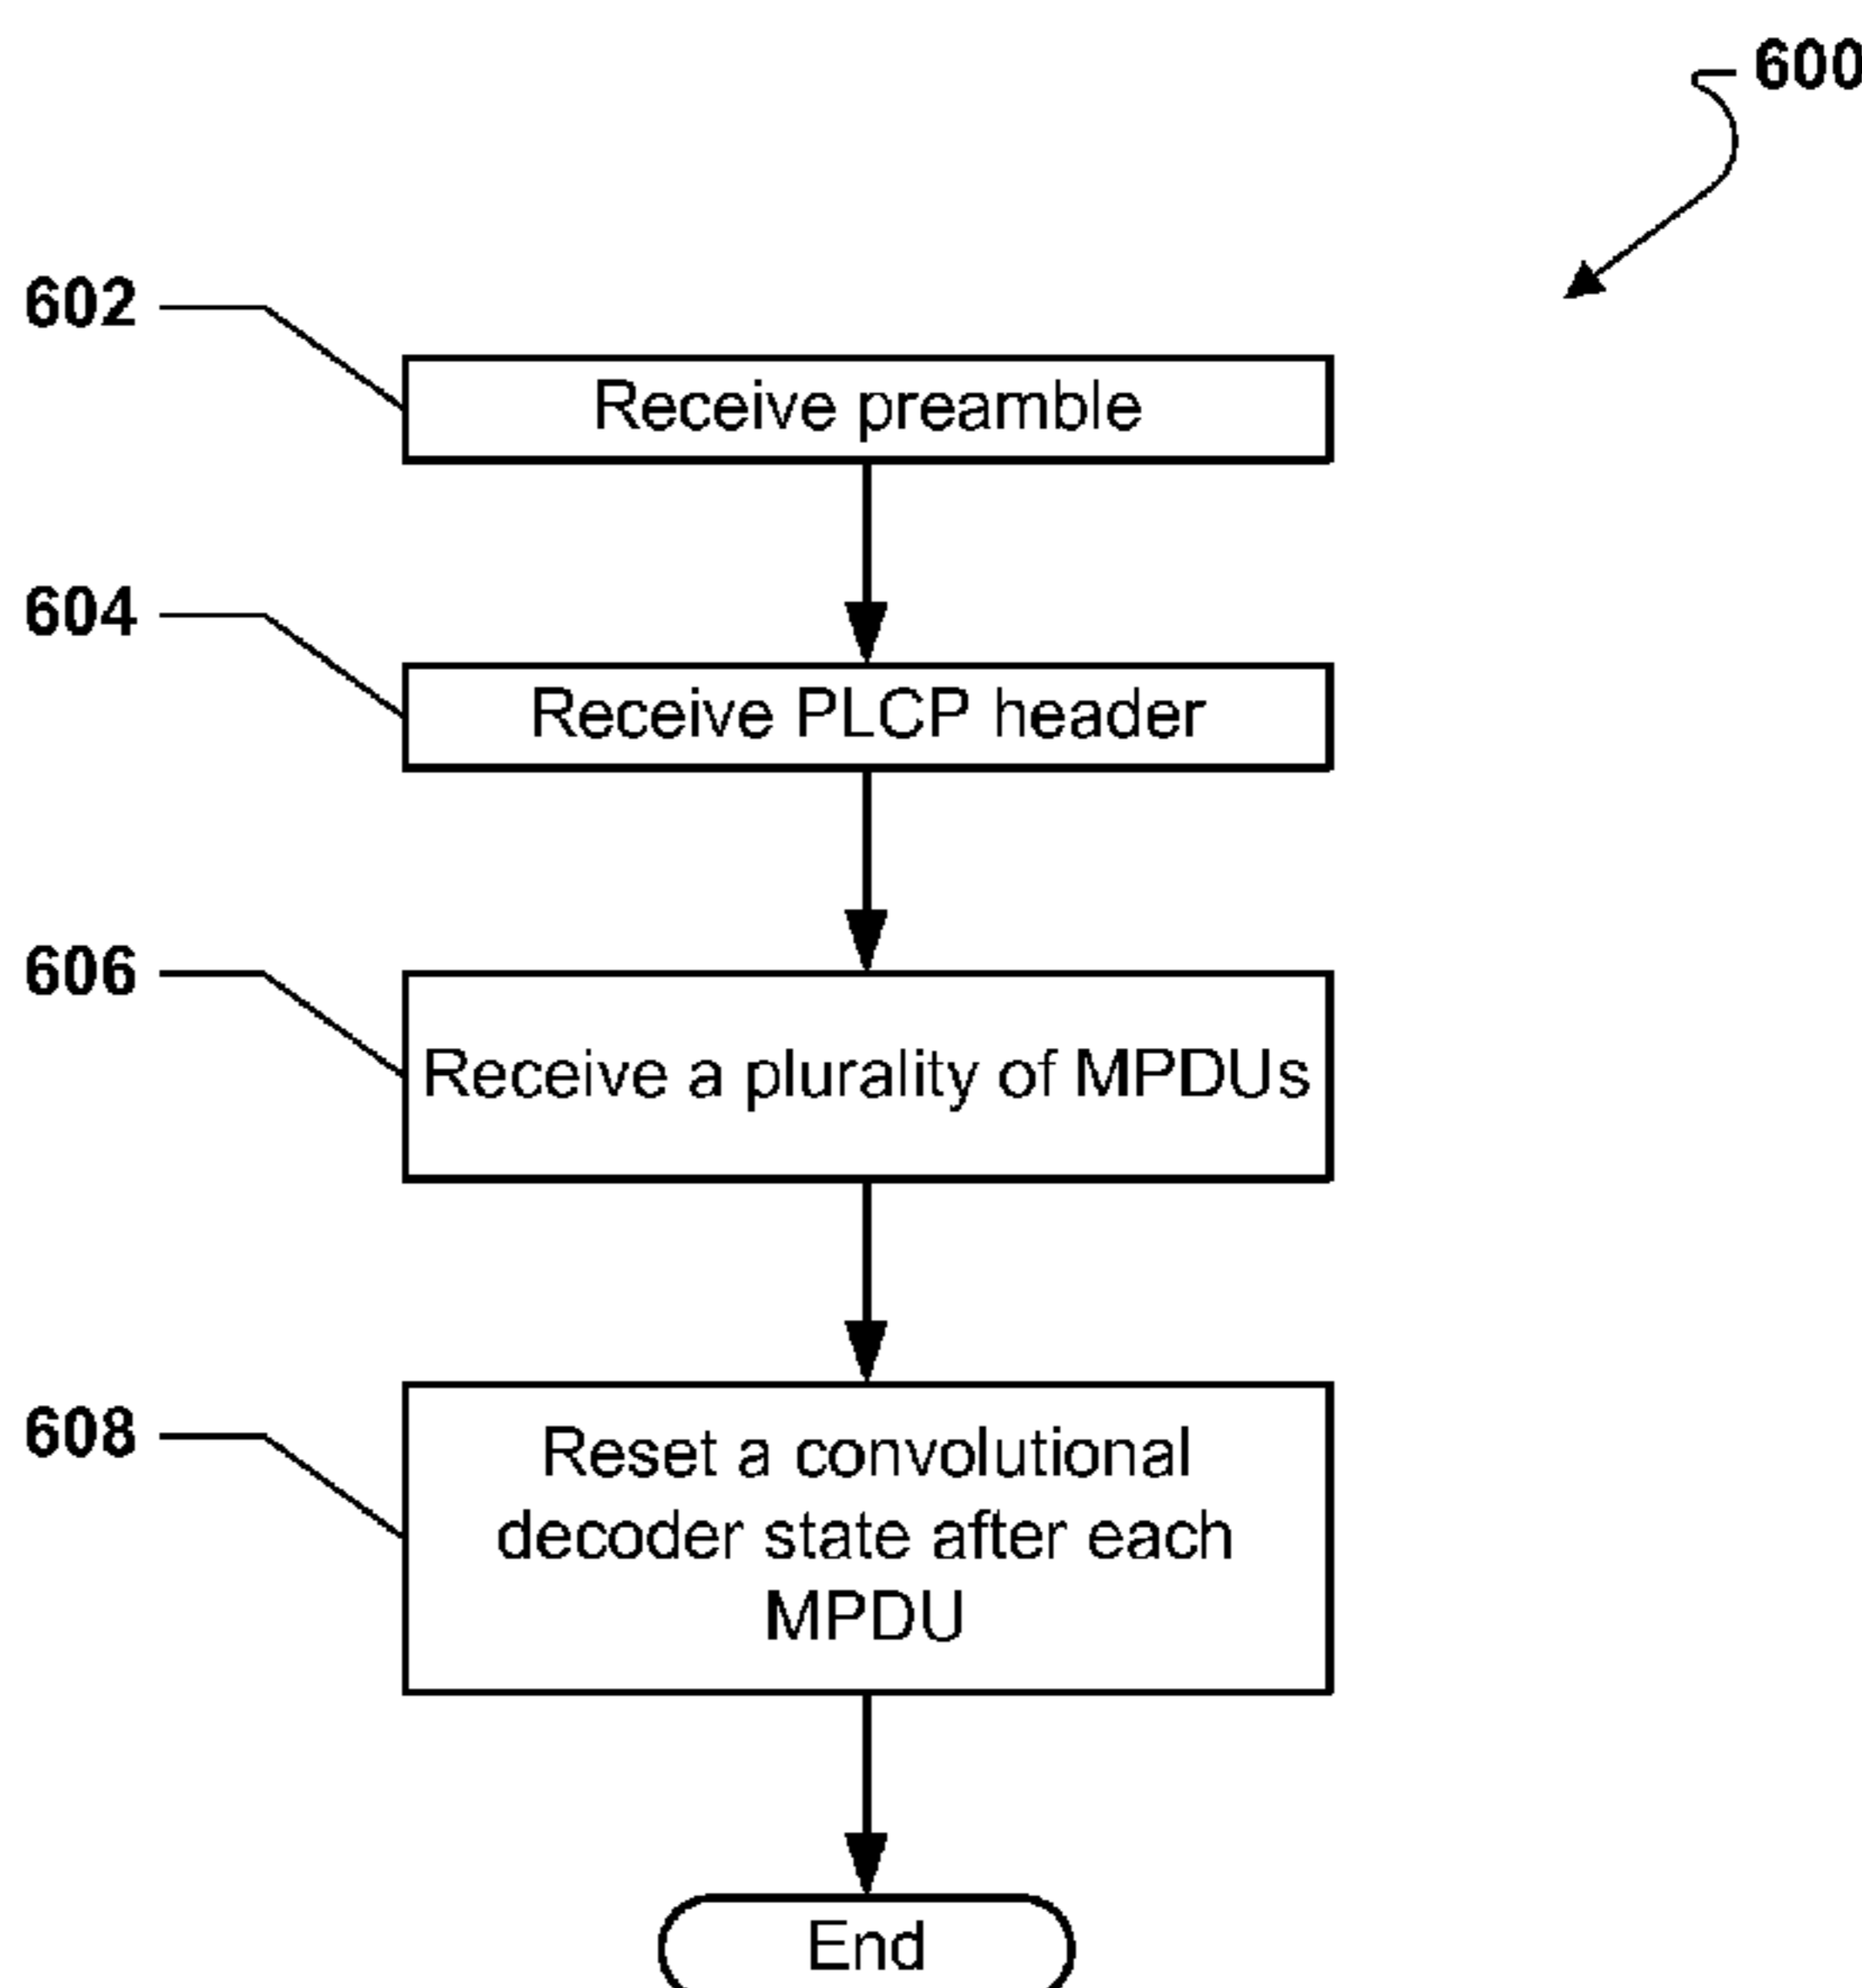 600
602
Receive preamble
604
Receive PLCP header
606
Receive a plurality of MPDUs
608
Reset a convolutional
decoder state after each
MPDU
End